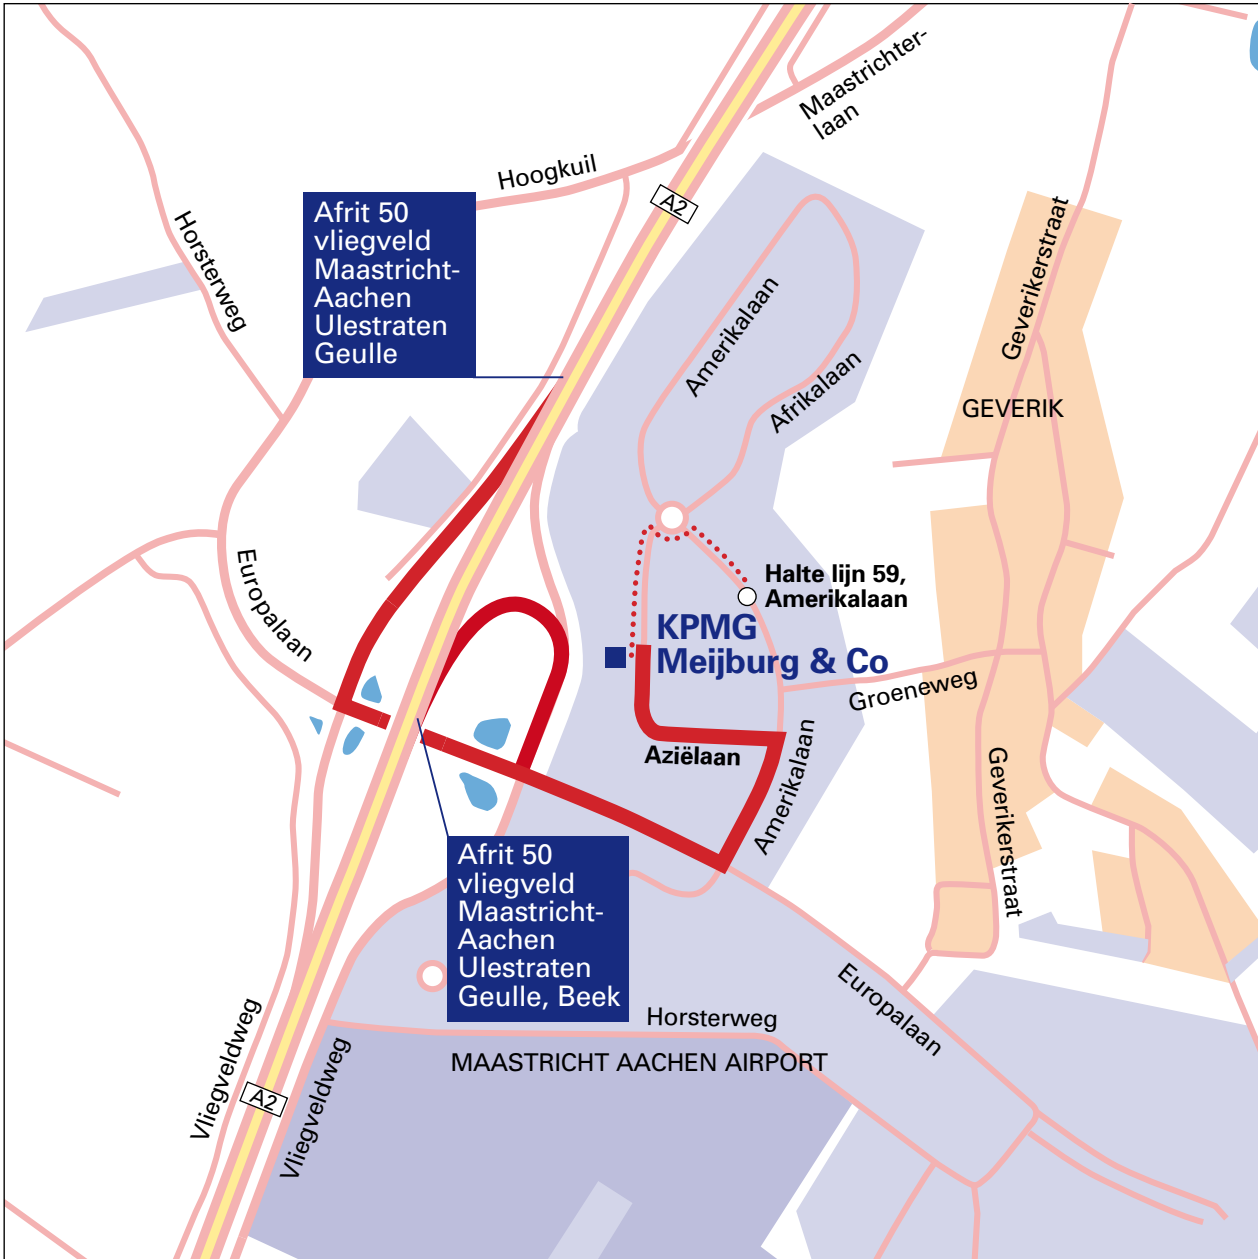 Maastrichter-
laan
Hoogkuil
A2
Afrit 50
vliegveld
Maastricht-
Aachen
Ulestraten
Geulle
Horsterweg
Geverikerstraat
Amerikalaan
Afrikalaan
GEVERIK
Europalaan
Halte lijn 59,
Amerikalaan
KPMG
Meijburg & Co
Groeneweg
Aziëlaan
Amerikalaan
Geverikerstraat
Afrit 50
vliegveld
Maastricht-
Aachen
Ulestraten
Geulle, Beek
Europalaan
Horsterweg
MAASTRICHT AACHEN AIRPORT
Vliegveldweg
A2
Vliegveldweg